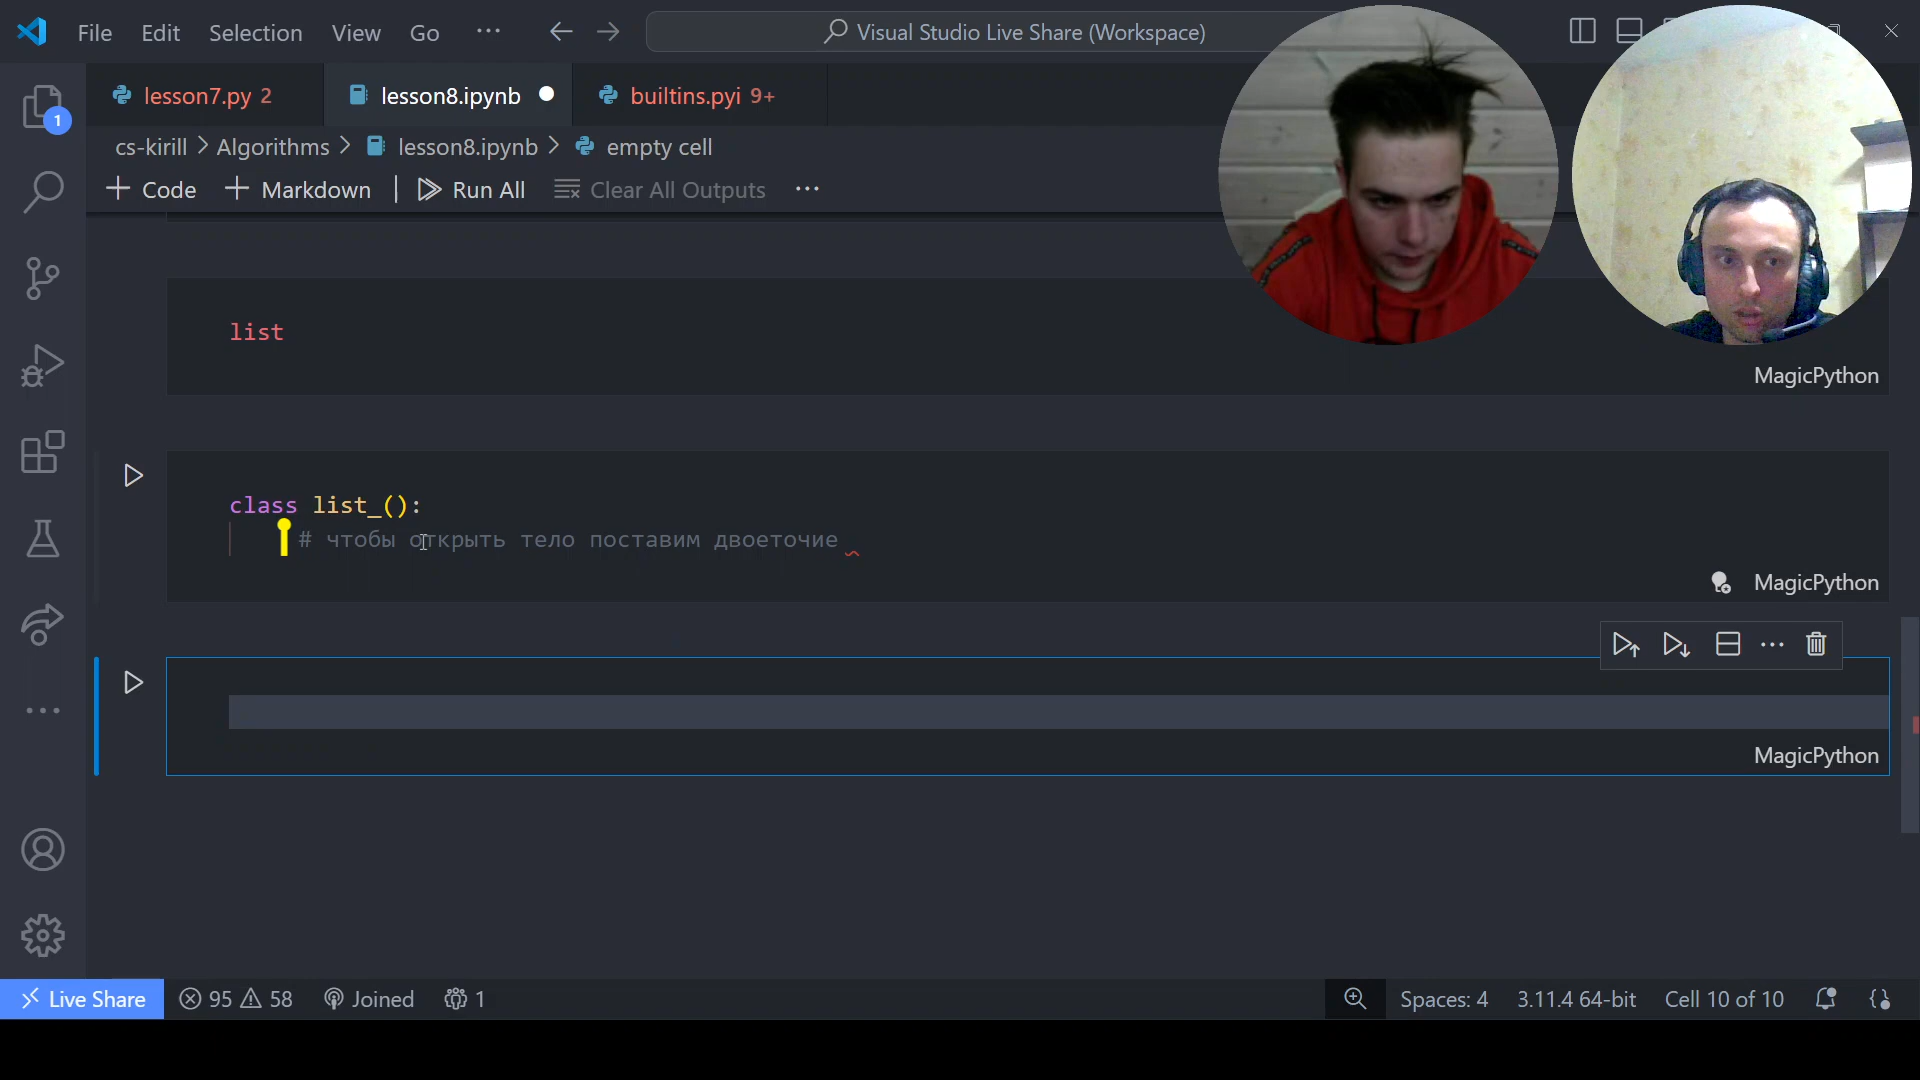 File Edit Selection View Go ··· Visual Studio Live Share (Workspace)
lesson7.py 2 lesson8.ipynb builtins.pyi 9+
1
cs-kirill > Algorithms > lesson8.ipynb > empty cell
+ Code + Markdown | Run All Clear All Outputs ···
list
MagicPython
class list_():
# чтобы открыть тело поставим двоеточие
MagicPython
MagicPython
Live Share 95 58 Joined 1 Spaces: 4 3.11.4 64-bit Cell 10 of 10